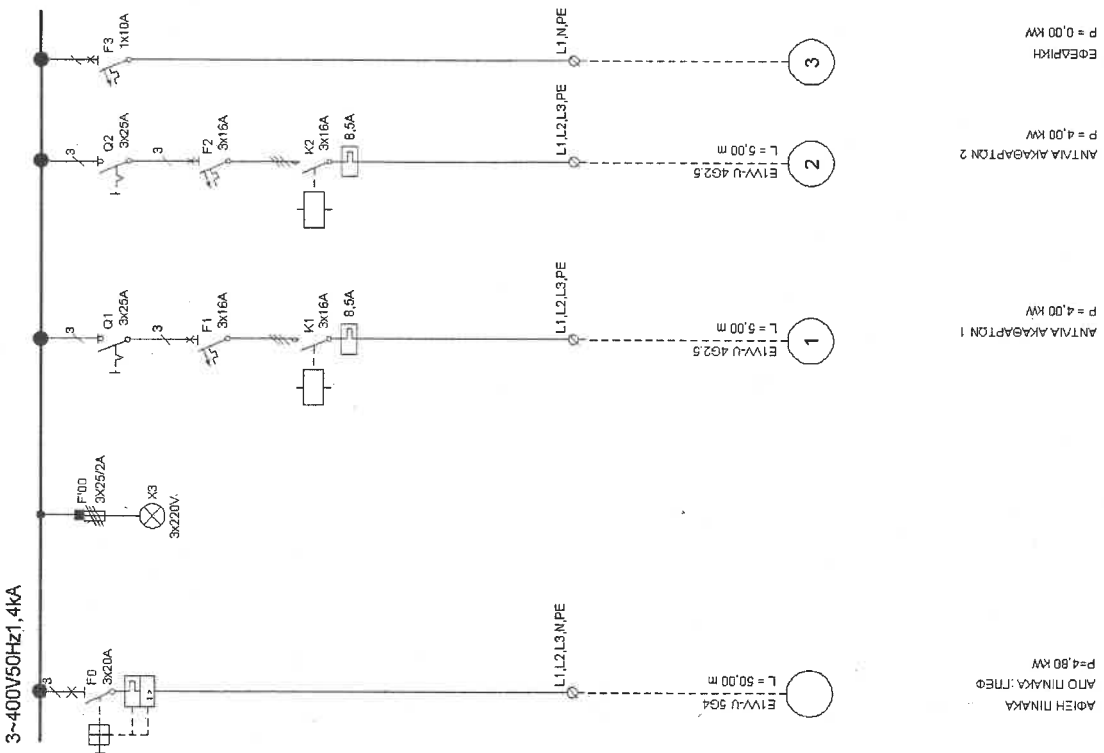 3~400V50Hz1,4kA
3
F0
3x20A
I>
L1,L2,L3,N,PE
E1VV-U 5G4
L = 50,00 m
ΑΦΙΞΗ ΠΙΝΑΚΑ
ΑΠΟ ΠΙΝΑΚΑ: ΓΠΕΦ
P=4,80 KW
F'00
3X25/2A
X3
3x220V.
3
Q1
3x25A
3
F1
3x16A
K1
3x16A
8,5A
L1,L2,L3,PE
E1VV-U 4G2.5
L = 5,00 m
1
ΑΝΤΛΙΑ ΑΚΑΘΑΡΤΩΝ 1
P = 4,00 KW
3
Q2
3x25A
3
F2
3x16A
K2
3x16A
8,5A
L1,L2,L3,PE
E1VV-U 4G2.5
L = 5,00 m
2
ΑΝΤΛΙΑ ΑΚΑΘΑΡΤΩΝ 2
P = 4,00 KW
F3
1x10A
L1,N,PE
3
ΕΦΕΔΡΙΚΗ
P = 0,00 KW